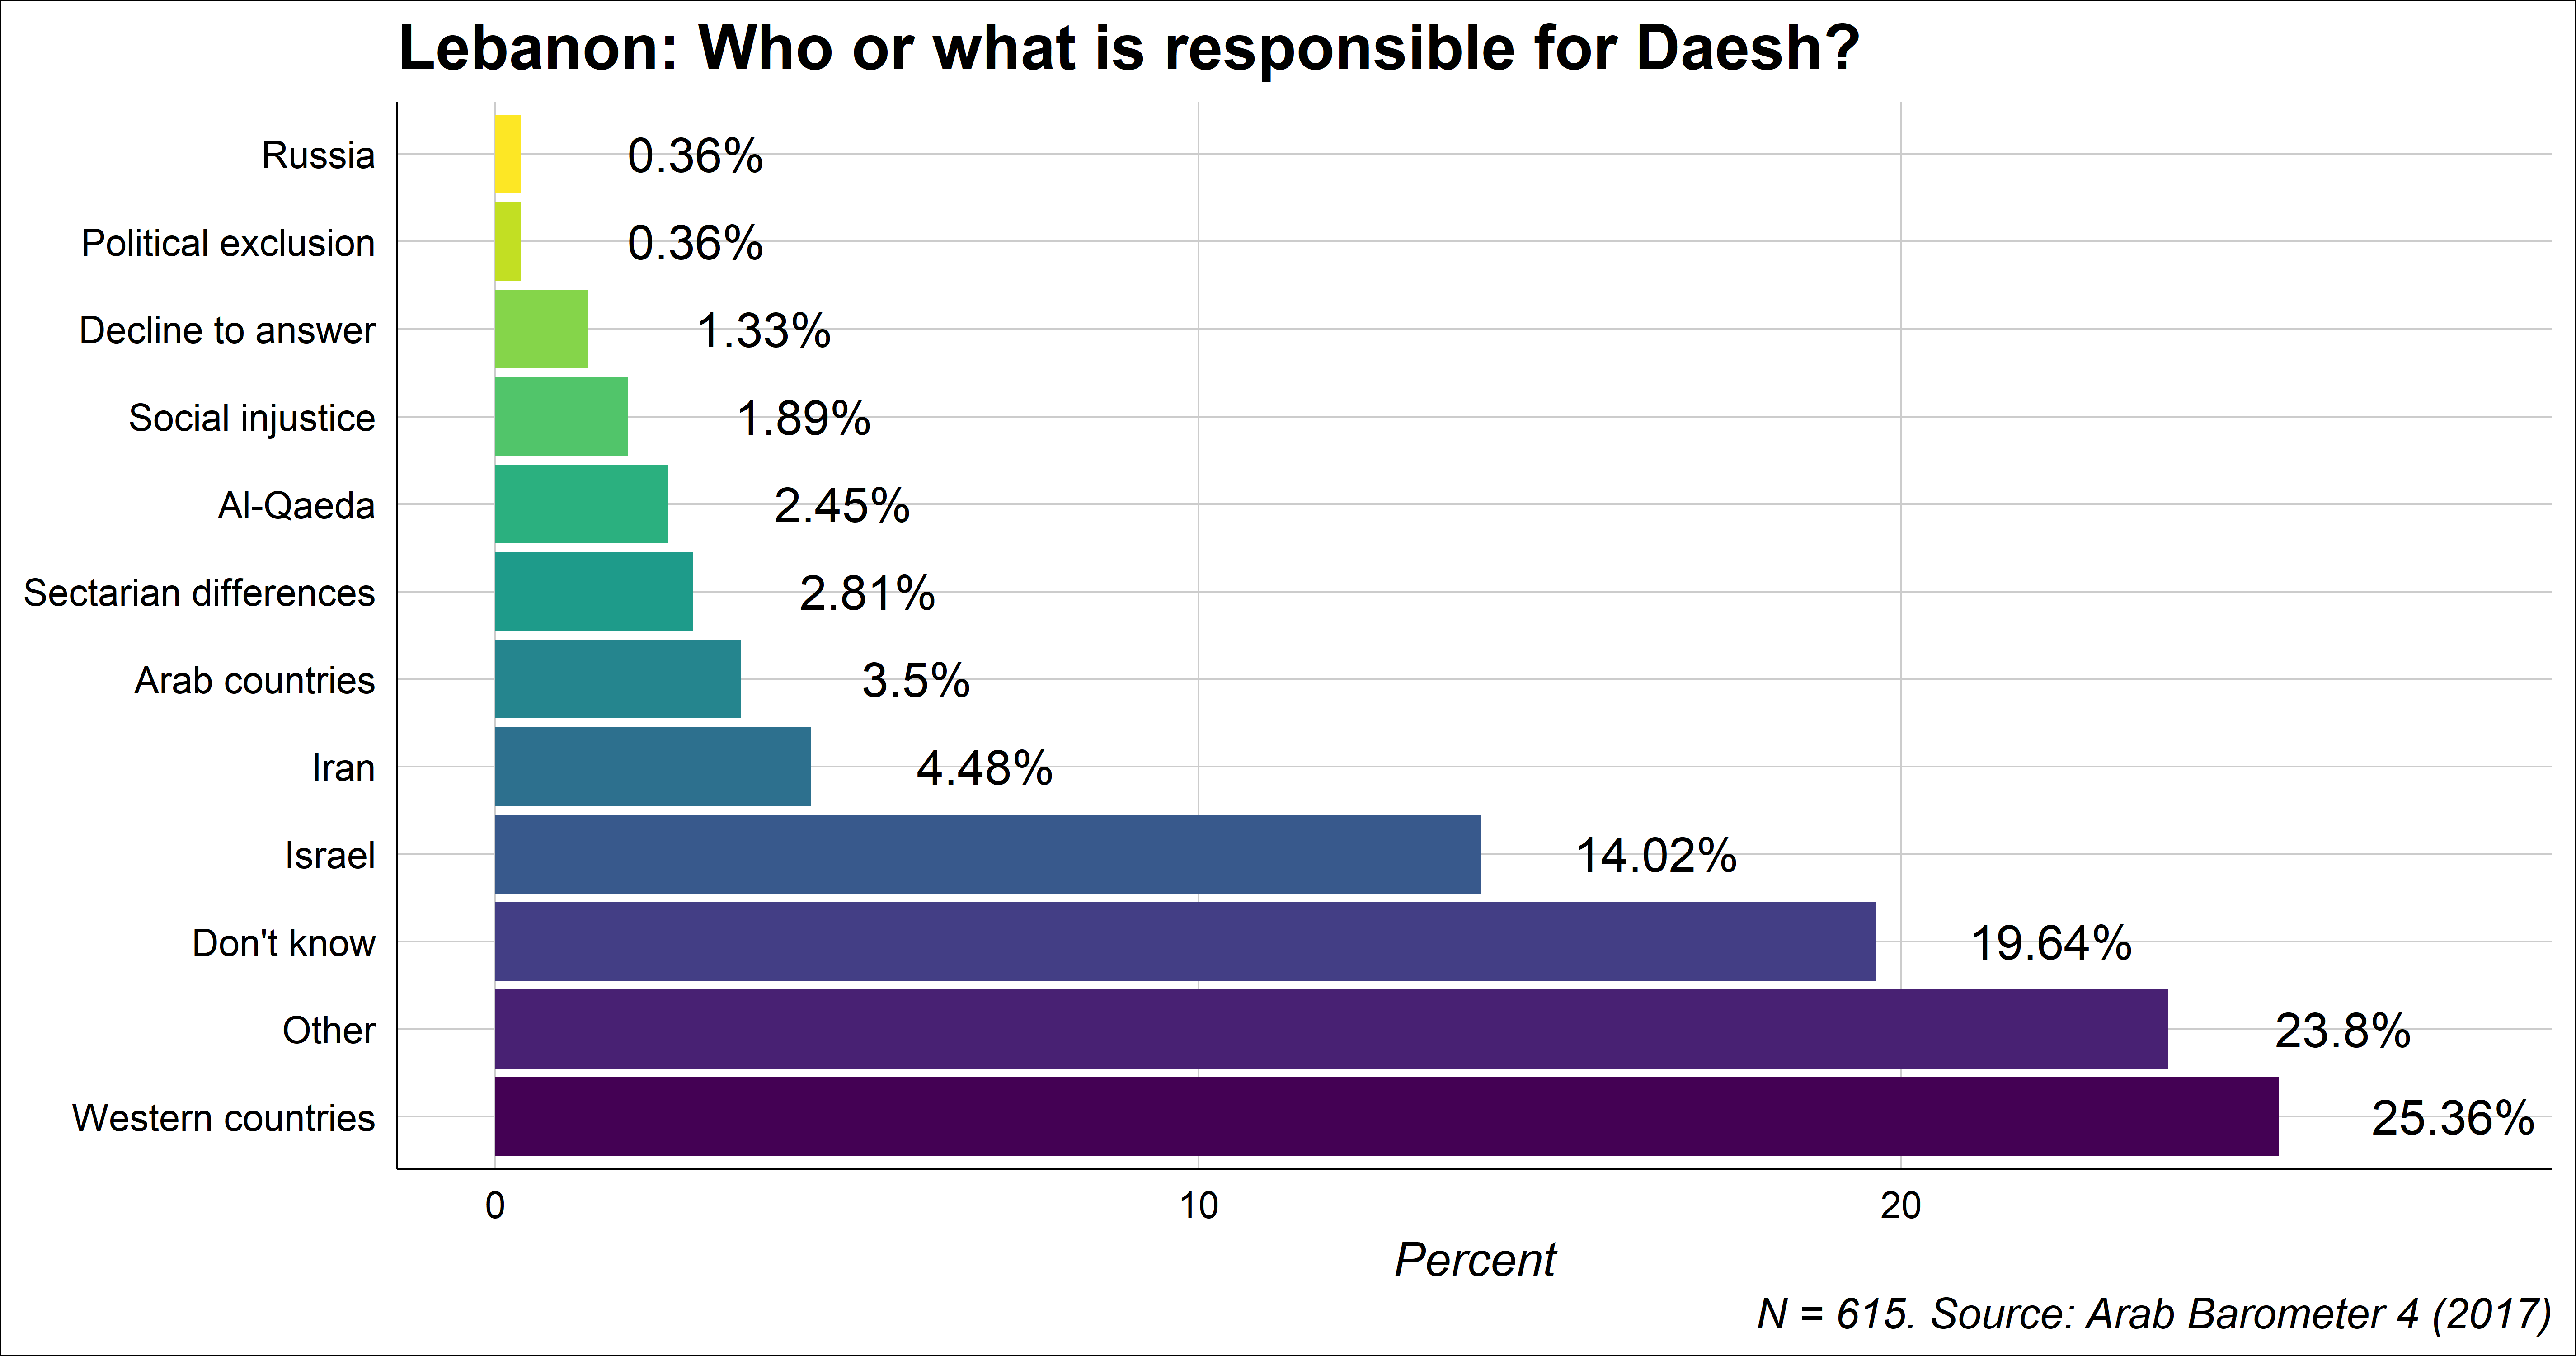 Lebanon: Who or what is responsible for Daesh?
Russia 0.36%
Political exclusion 0.36%
Decline to answer 1.33%
Social injustice 1.89%
Al-Qaeda 2.45%
Sectarian differences 2.81%
Arab countries 3.5%
Iran 4.48%
Israel 14.02%
Don't know 19.64%
Other 23.8%
Western countries 25.36%
0 10 20
Percent
N = 615. Source: Arab Barometer 4 (2017)